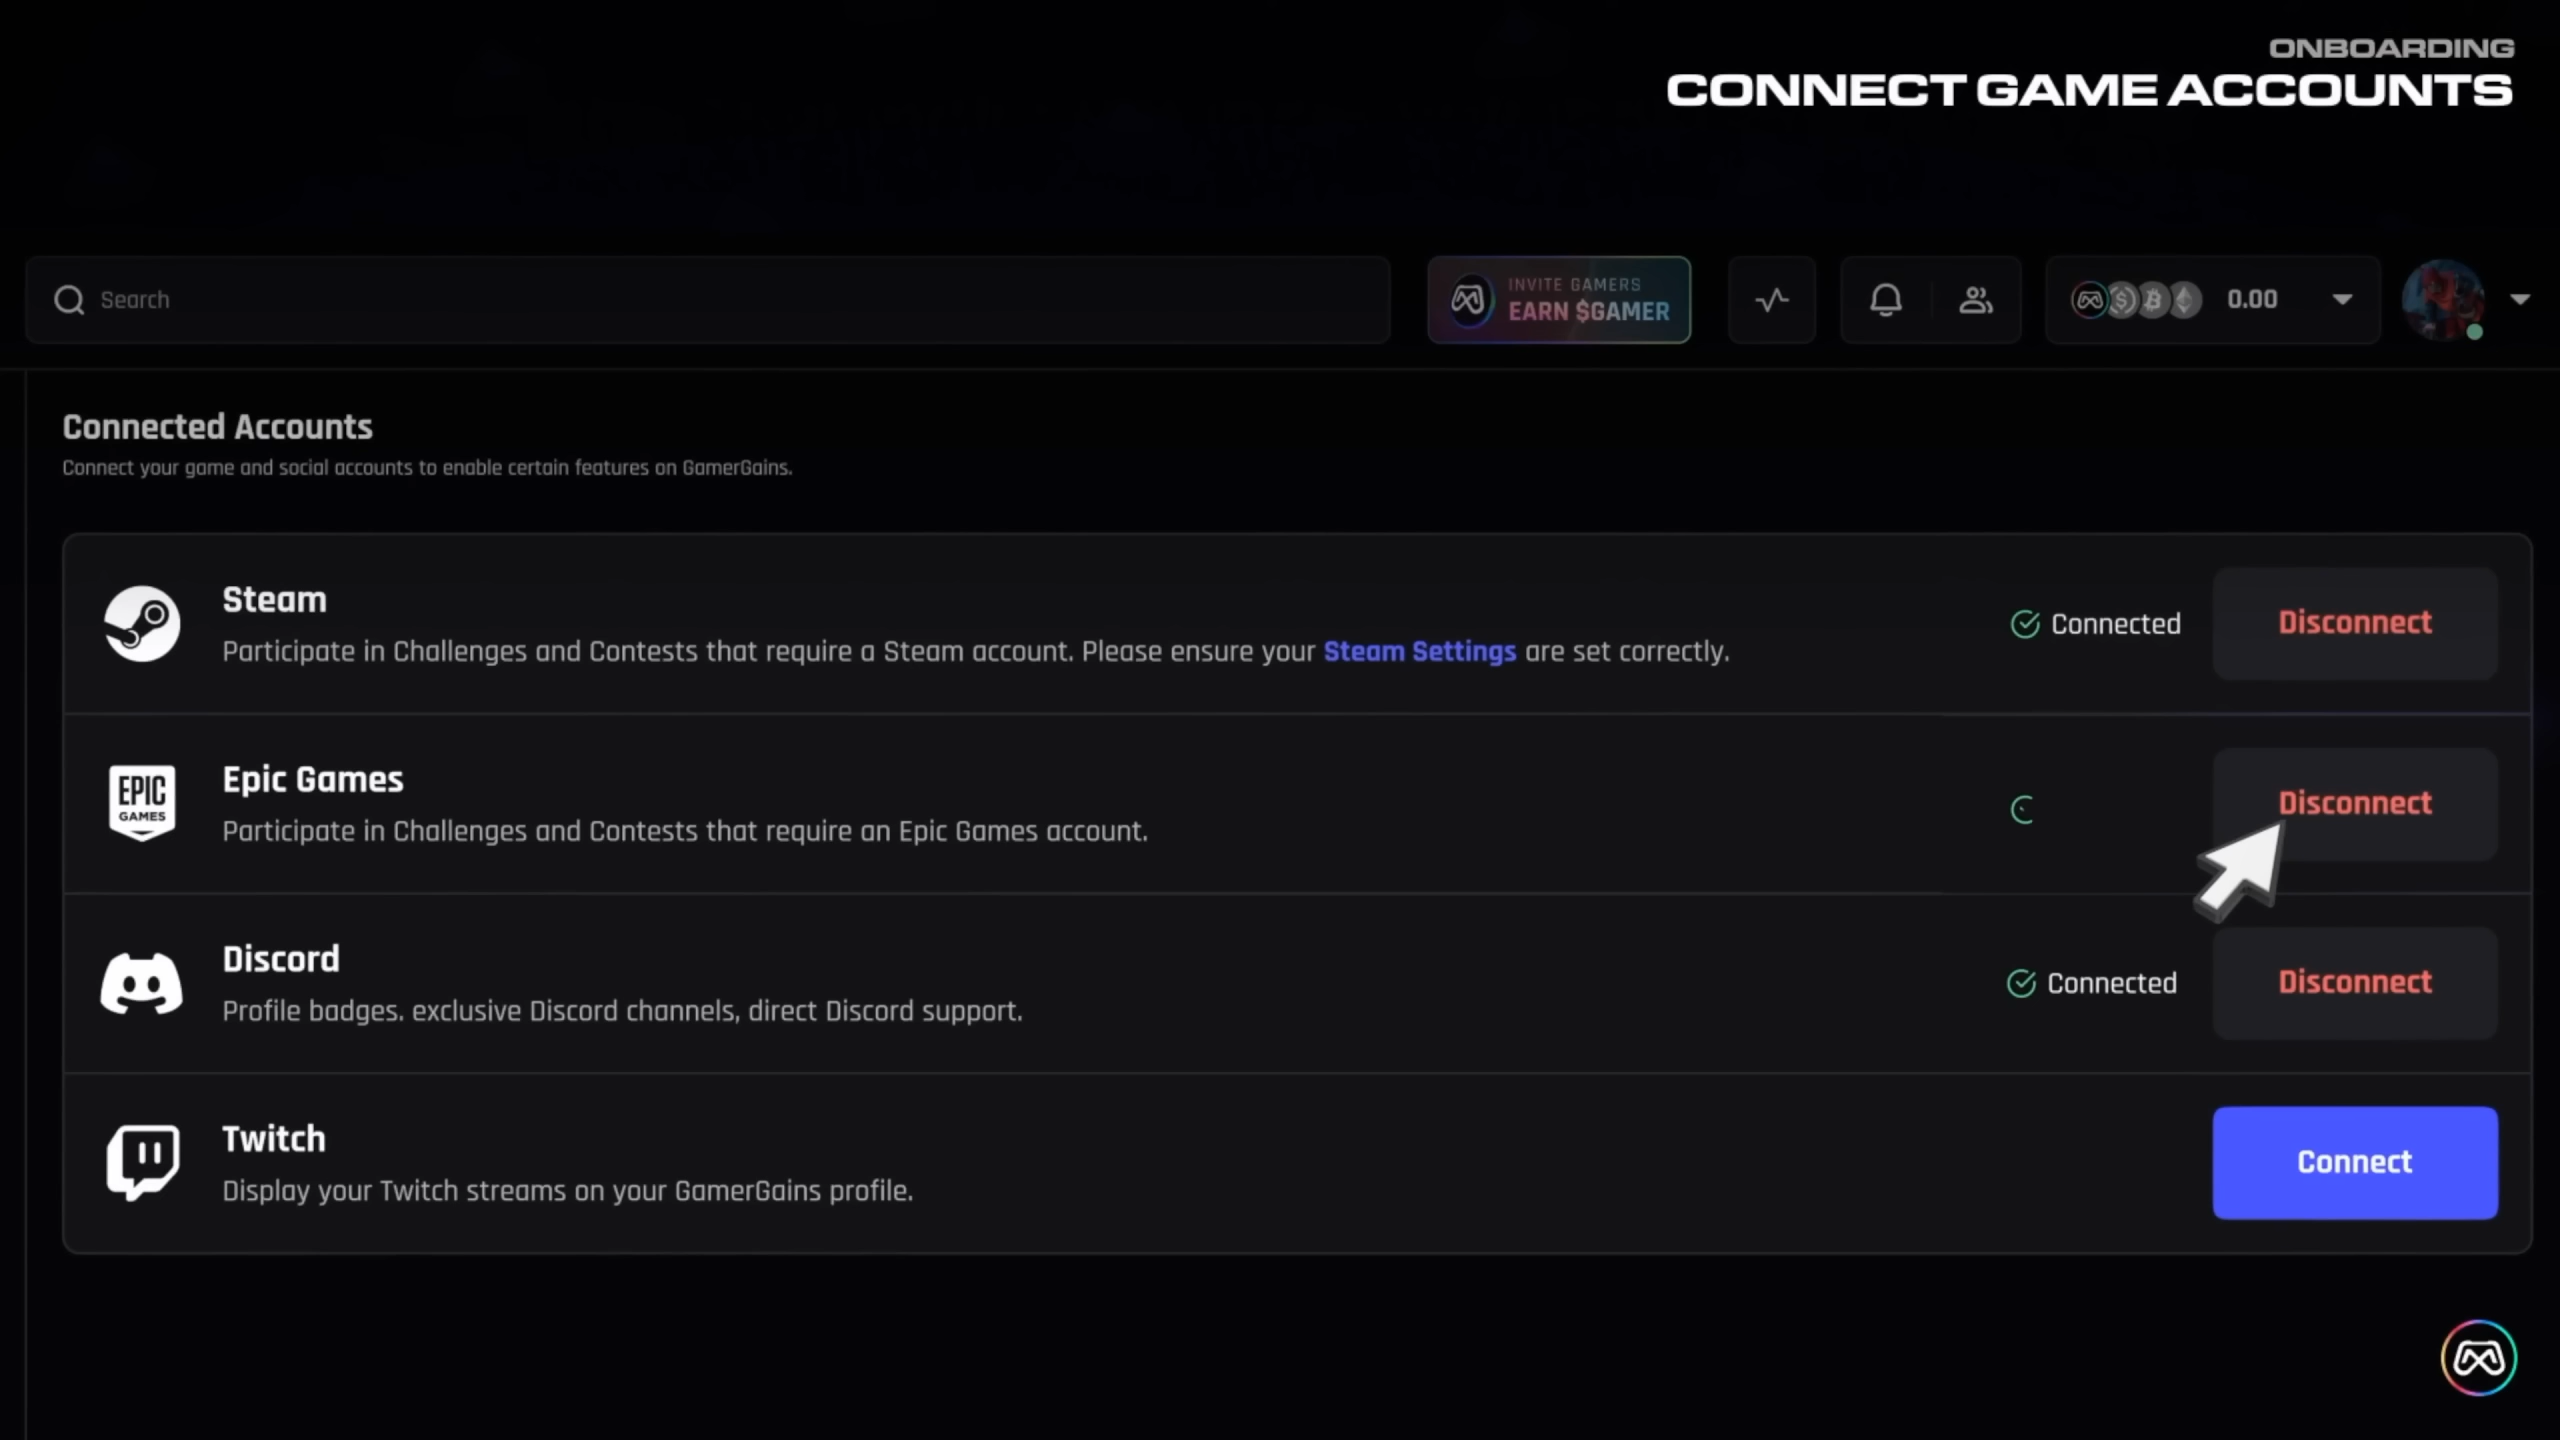 ONBOARDING
CONNECT GAME ACCOUNTS
Search
INVITE GAMERS
EARN $GAMER
0.00
Connected Accounts
Connect your game and social accounts to enable certain features on GamerGains.
Steam
Participate in Challenges and Contests that require a Steam account. Please ensure your Steam Settings are set correctly.
Connected
Disconnect
EPIC
GAMES
Epic Games
Participate in Challenges and Contests that require an Epic Games account.
Disconnect
Discord
Profile badges. exclusive Discord channels, direct Discord support.
Connected
Disconnect
Twitch
Display your Twitch streams on your GamerGains profile.
Connect